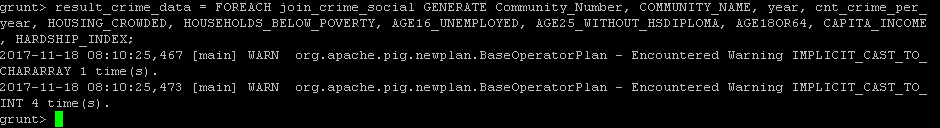 grunt> result_crime_data = FOREACH join_crime_social GENERATE Community_Number, COMMUNITY_NAME, year, cnt_crime_per_
year, HOUSING_CROWDED, HOUSEHOLDS_BELOW_POVERTY, AGE16_UNEMPLOYED, AGE25_WITHOUT_HSDIPLOMA, AGE18OR64, CAPITA_INCOME
, HARDSHIP_INDEX;
2017-11-18 08:10:25,467 [main] WARN  org.apache.pig.newplan.BaseOperatorPlan - Encountered Warning IMPLICIT_CAST_TO_
CHARARRAY 1 time(s).
2017-11-18 08:10:25,473 [main] WARN  org.apache.pig.newplan.BaseOperatorPlan - Encountered Warning IMPLICIT_CAST_TO_
INT 4 time(s).
grunt>